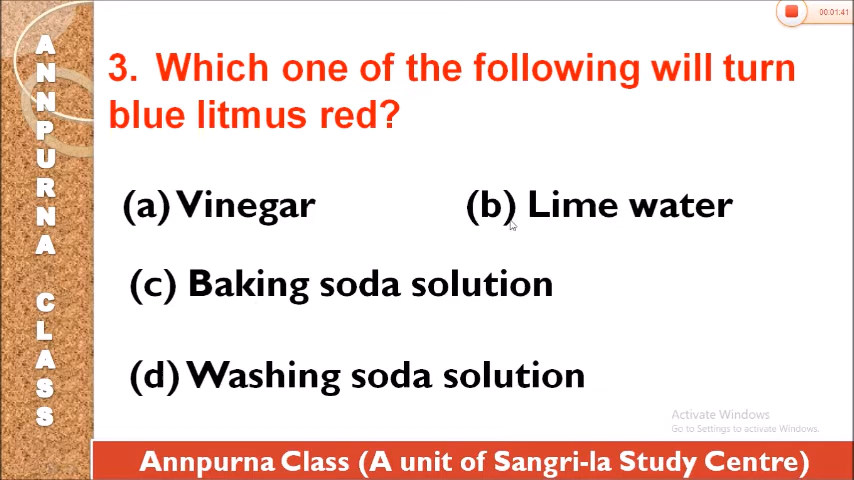 00:01:41
3. Which one of the following will turn
blue litmus red?
(a) Vinegar (b) Lime water
(c) Baking soda solution
(d) Washing soda solution
ANNPURNA CLASS
Activate Windows
Go to Settings to activate Windows.
Annpurna Class (A unit of Sangri-la Study Centre)